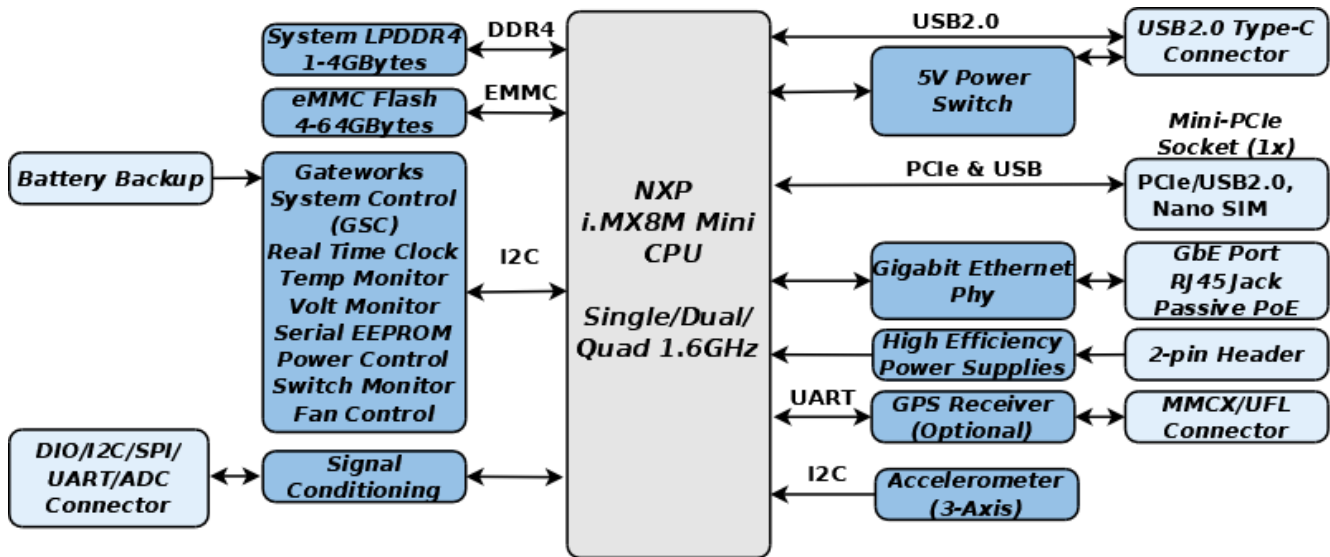 System LPDDR4
1-4GBytes
DDR4
eMMC Flash
4-64GBytes
EMMC
Battery Backup
Gateworks
System Control
(GSC)
Real Time Clock
Temp Monitor
Volt Monitor
Serial EEPROM
Power Control
Switch Monitor
Fan Control
I2C
DIO/I2C/SPI/
UART/ADC
Connector
Signal
Conditioning
NXP
i.MX8M Mini
CPU
Single/Dual/
Quad 1.6GHz
USB2.0
USB2.0 Type-C
Connector
5V Power
Switch
Mini-PCIe
Socket (1x)
PCIe & USB
PCIe/USB2.0,
Nano SIM
Gigabit Ethernet
Phy
GbE Port
RJ45 Jack
Passive PoE
High Efficiency
Power Supplies
2-pin Header
UART
GPS Receiver
(Optional)
MMCX/UFL
Connector
I2C
Accelerometer
(3-Axis)